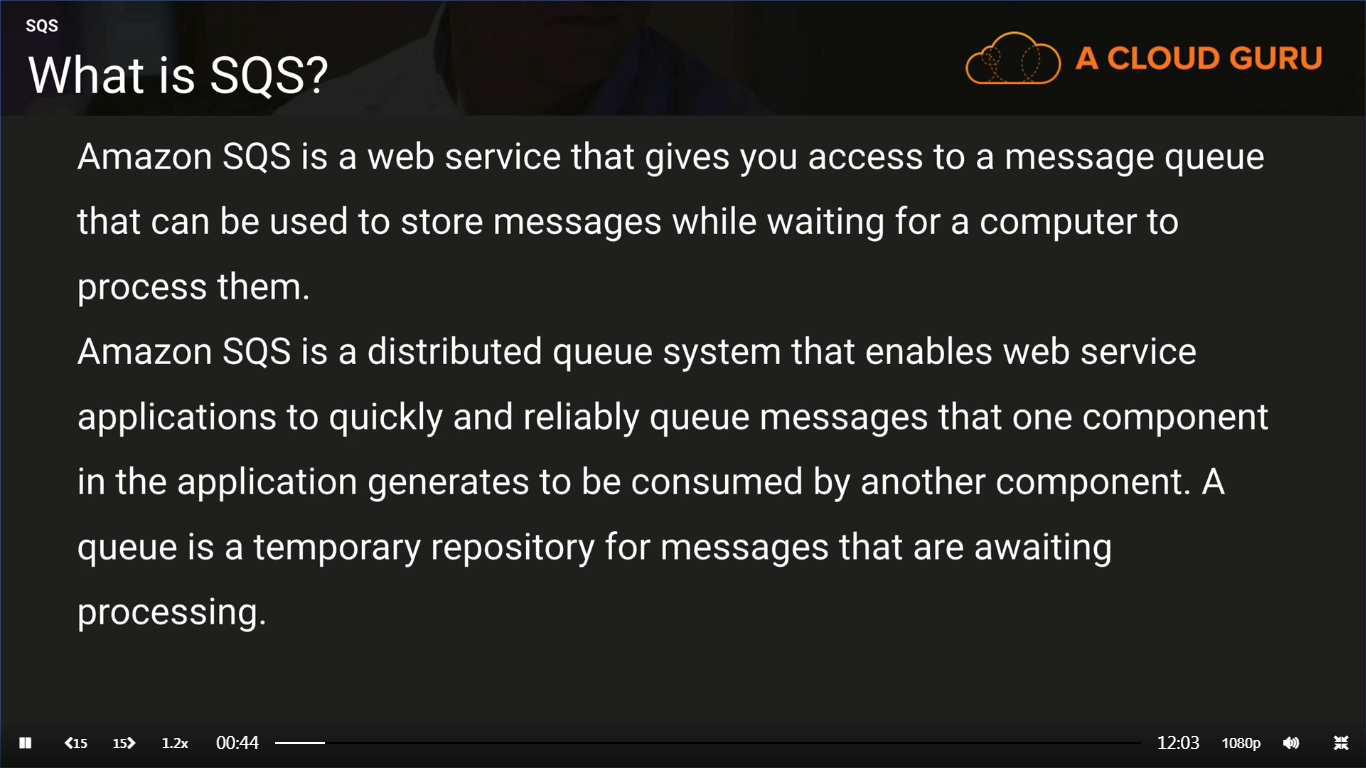 SQS
What is SQS?
A CLOUD GURU
Amazon SQS is a web service that gives you access to a message queue
that can be used to store messages while waiting for a computer to
process them.
Amazon SQS is a distributed queue system that enables web service
applications to quickly and reliably queue messages that one component
in the application generates to be consumed by another component. A
queue is a temporary repository for messages that are awaiting
processing.
15 15 1.2x 00:44 12:03 1080p